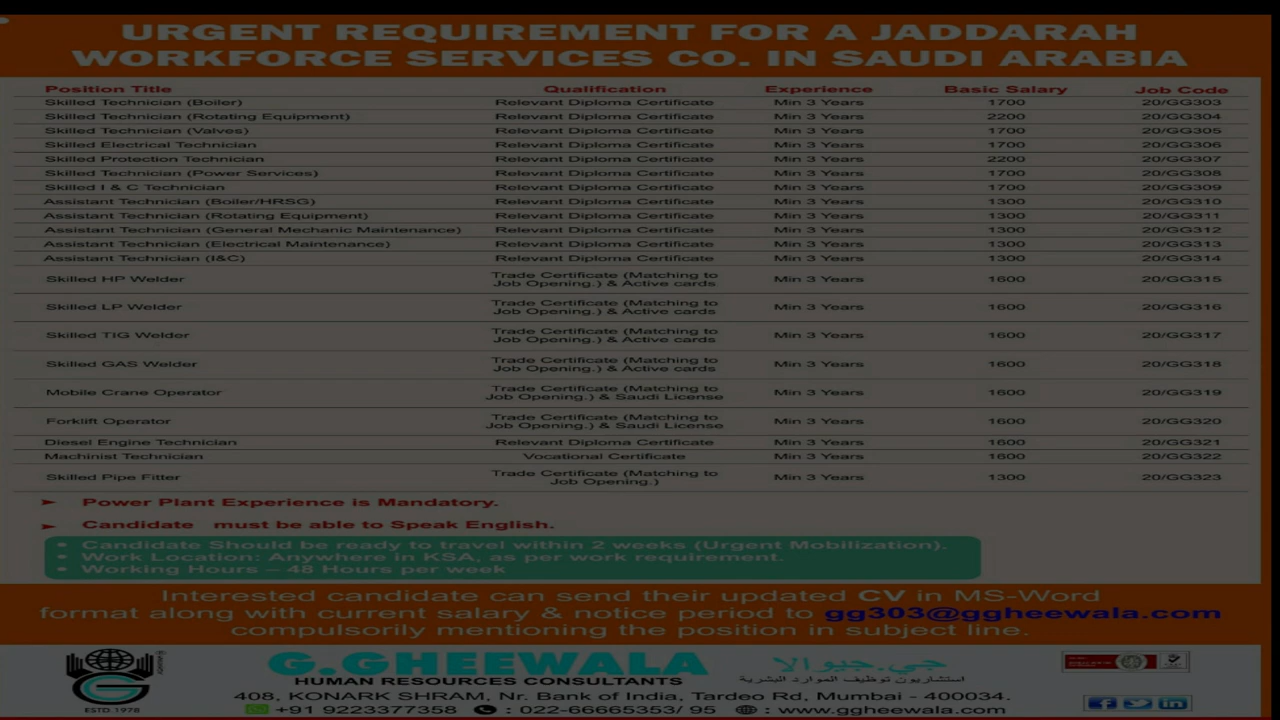 URGENT REQUIREMENT FOR A JADDARAH
WORKFORCE SERVICES CO. IN SAUDI ARABIA
Position Title Qualification Experience Basic Salary Job Code
Skilled Technician (Boiler) Relevant Diploma Certificate Min 3 Years 1700 20/GG303
Skilled Technician (Rotating Equipment) Relevant Diploma Certificate Min 3 Years 2200 20/GG304
Skilled Technician (Valves) Relevant Diploma Certificate Min 3 Years 1700 20/GG305
Skilled Electrical Technician Relevant Diploma Certificate Min 3 Years 1700 20/GG306
Skilled Protection Technician Relevant Diploma Certificate Min 3 Years 2200 20/GG307
Skilled Technician (Power Services) Relevant Diploma Certificate Min 3 Years 1700 20/GG308
Skilled I & C Technician Relevant Diploma Certificate Min 3 Years 1700 20/GG309
Assistant Technician (Boiler/HRSG) Relevant Diploma Certificate Min 3 Years 1300 20/GG310
Assistant Technician (Rotating Equipment) Relevant Diploma Certificate Min 3 Years 1300 20/GG311
Assistant Technician (General Mechanic Maintenance) Relevant Diploma Certificate Min 3 Years 1300 20/GG312
Assistant Technician (Electrical Maintenance) Relevant Diploma Certificate Min 3 Years 1300 20/GG313
Assistant Technician (I&C) Relevant Diploma Certificate Min 3 Years 1300 20/GG314
Skilled HP Welder Trade Certificate (Matching to
Job Opening.) & Active cards Min 3 Years 1600 20/GG315
Skilled LP Welder Trade Certificate (Matching to
Job Opening.) & Active cards Min 3 Years 1600 20/GG316
Skilled TIG Welder Trade Certificate (Matching to
Job Opening.) & Active cards Min 3 Years 1600 20/GG317
Skilled GAS Welder Trade Certificate (Matching to
Job Opening.) & Active cards Min 3 Years 1600 20/GG318
Mobile Crane Operator Trade Certificate (Matching to
Job Opening.) & Saudi License Min 3 Years 1600 20/GG319
Forklift Operator Trade Certificate (Matching to
Job Opening.) & Saudi License Min 3 Years 1600 20/GG320
Diesel Engine Technician Relevant Diploma Certificate Min 3 Years 1600 20/GG321
Machinist Technician Vocational Certificate Min 3 Years 1600 20/GG322
Skilled Pipe Fitter Trade Certificate (Matching to
Job Opening.) Min 3 Years 1300 20/GG323
➤ Power Plant Experience is Mandatory.
➤ Candidate must be able to Speak English.
• Candidate Should be ready to travel within 2 weeks (Urgent Mobilization).
• Work Location: Anywhere in KSA, as per work requirement.
• Working Hours – 48 Hours per week
Interested candidate can send their updated CV in MS-Word
format along with current salary & notice period to gg303@ggheewala.com
compulsorily mentioning the position in subject line.
G.GHEEWALA جي.جيوالا
HUMAN RESOURCES CONSULTANTS استشاريون توظيف الموارد البشرية
ESTD.1978
408, KONARK SHRAM, Nr. Bank of India, Tardeo Rd, Mumbai - 400034.
+91 9223377358 : 022-66665353/ 95 : www.ggheewala.com